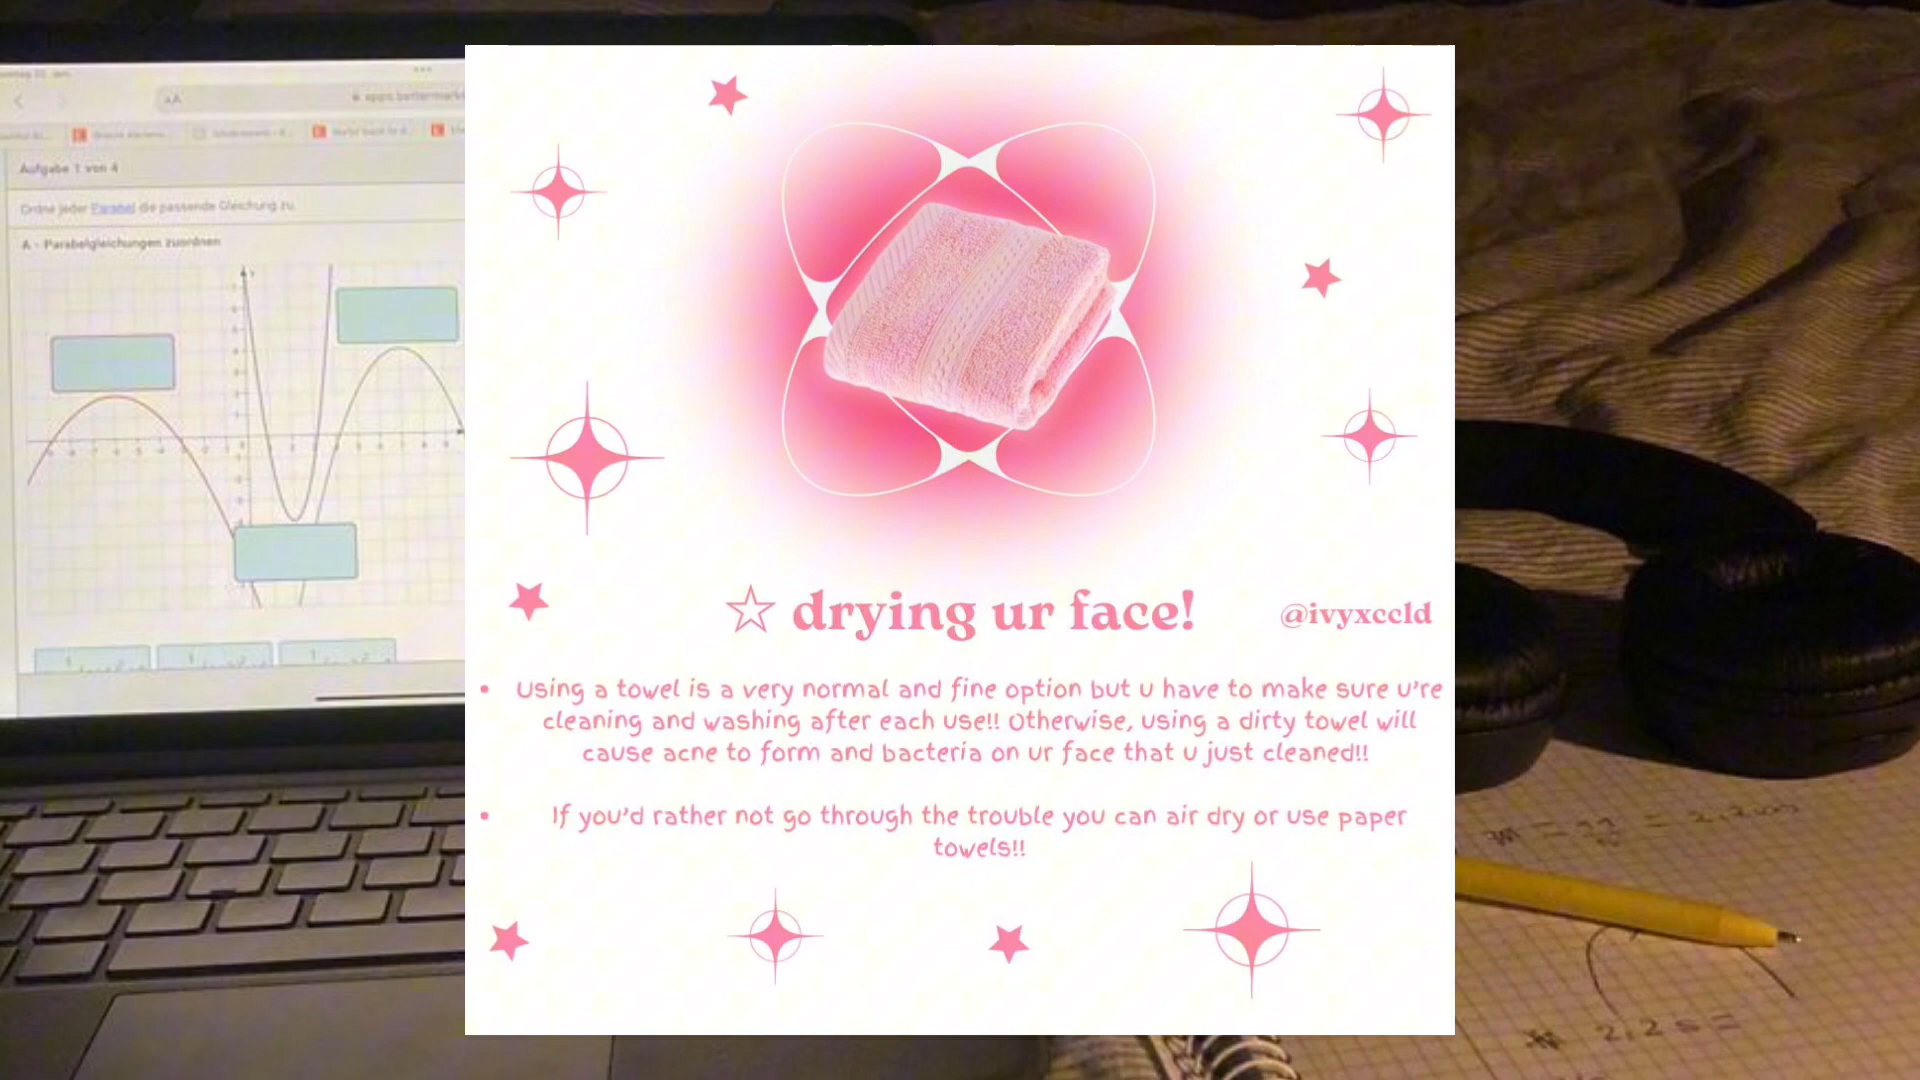 Aufgabe 1 von 4
Ordne jeder Parabel die passende Gleichung zu.
A - Parabelgleichungen zuordnen
☆ drying ur face!
@ivyxccld
• Using a towel is a very normal and fine option but u have to make sure u're
cleaning and washing after each use!! Otherwise, using a dirty towel will
cause acne to form and bacteria on ur face that u just cleaned!!
• If you'd rather not go through the trouble you can air dry or use paper
towels!!